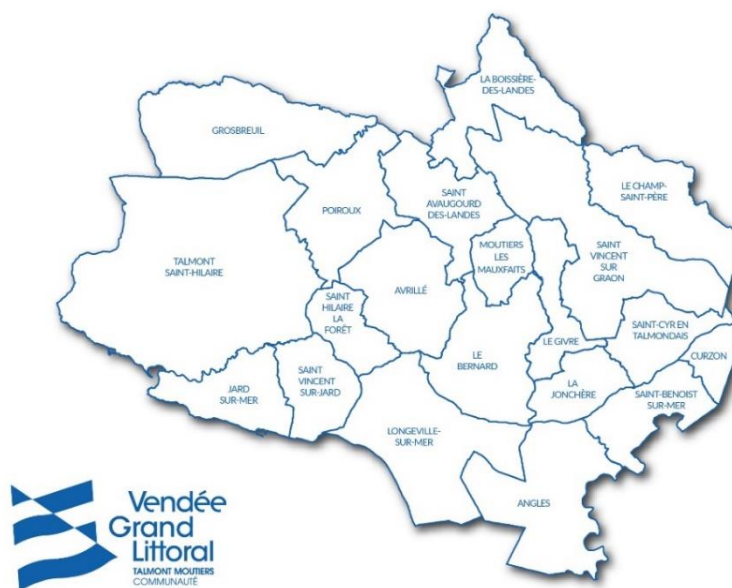 LA BOISSIÈRE-
DES-LANDES
GROSBREUIL
LE CHAMP-
SAINT-PÈRE
POIROUX
SAINT
AVAUGOURD
DES-LANDES
TALMONT
SAINT-HILAIRE
MOUTIERS
LES
MAUXFAITS
SAINT
VINCENT
SUR
GRAON
AVRILLÉ
SAINT
HILAIRE
LA
FORÊT
SAINT-CYR EN
TALMONDAIS
LE GIVRE
CURZON
LE
BERNARD
SAINT
VINCENT
SUR-JARD
JARD
SUR-MER
LA
JONCHÈRE
SAINT-BENOIST
SUR-MER
LONGEVILLE-
SUR-MER
ANGLES
Vendée
Grand
Littoral
TALMONT MOUTIERS
COMMUNAUTÉ